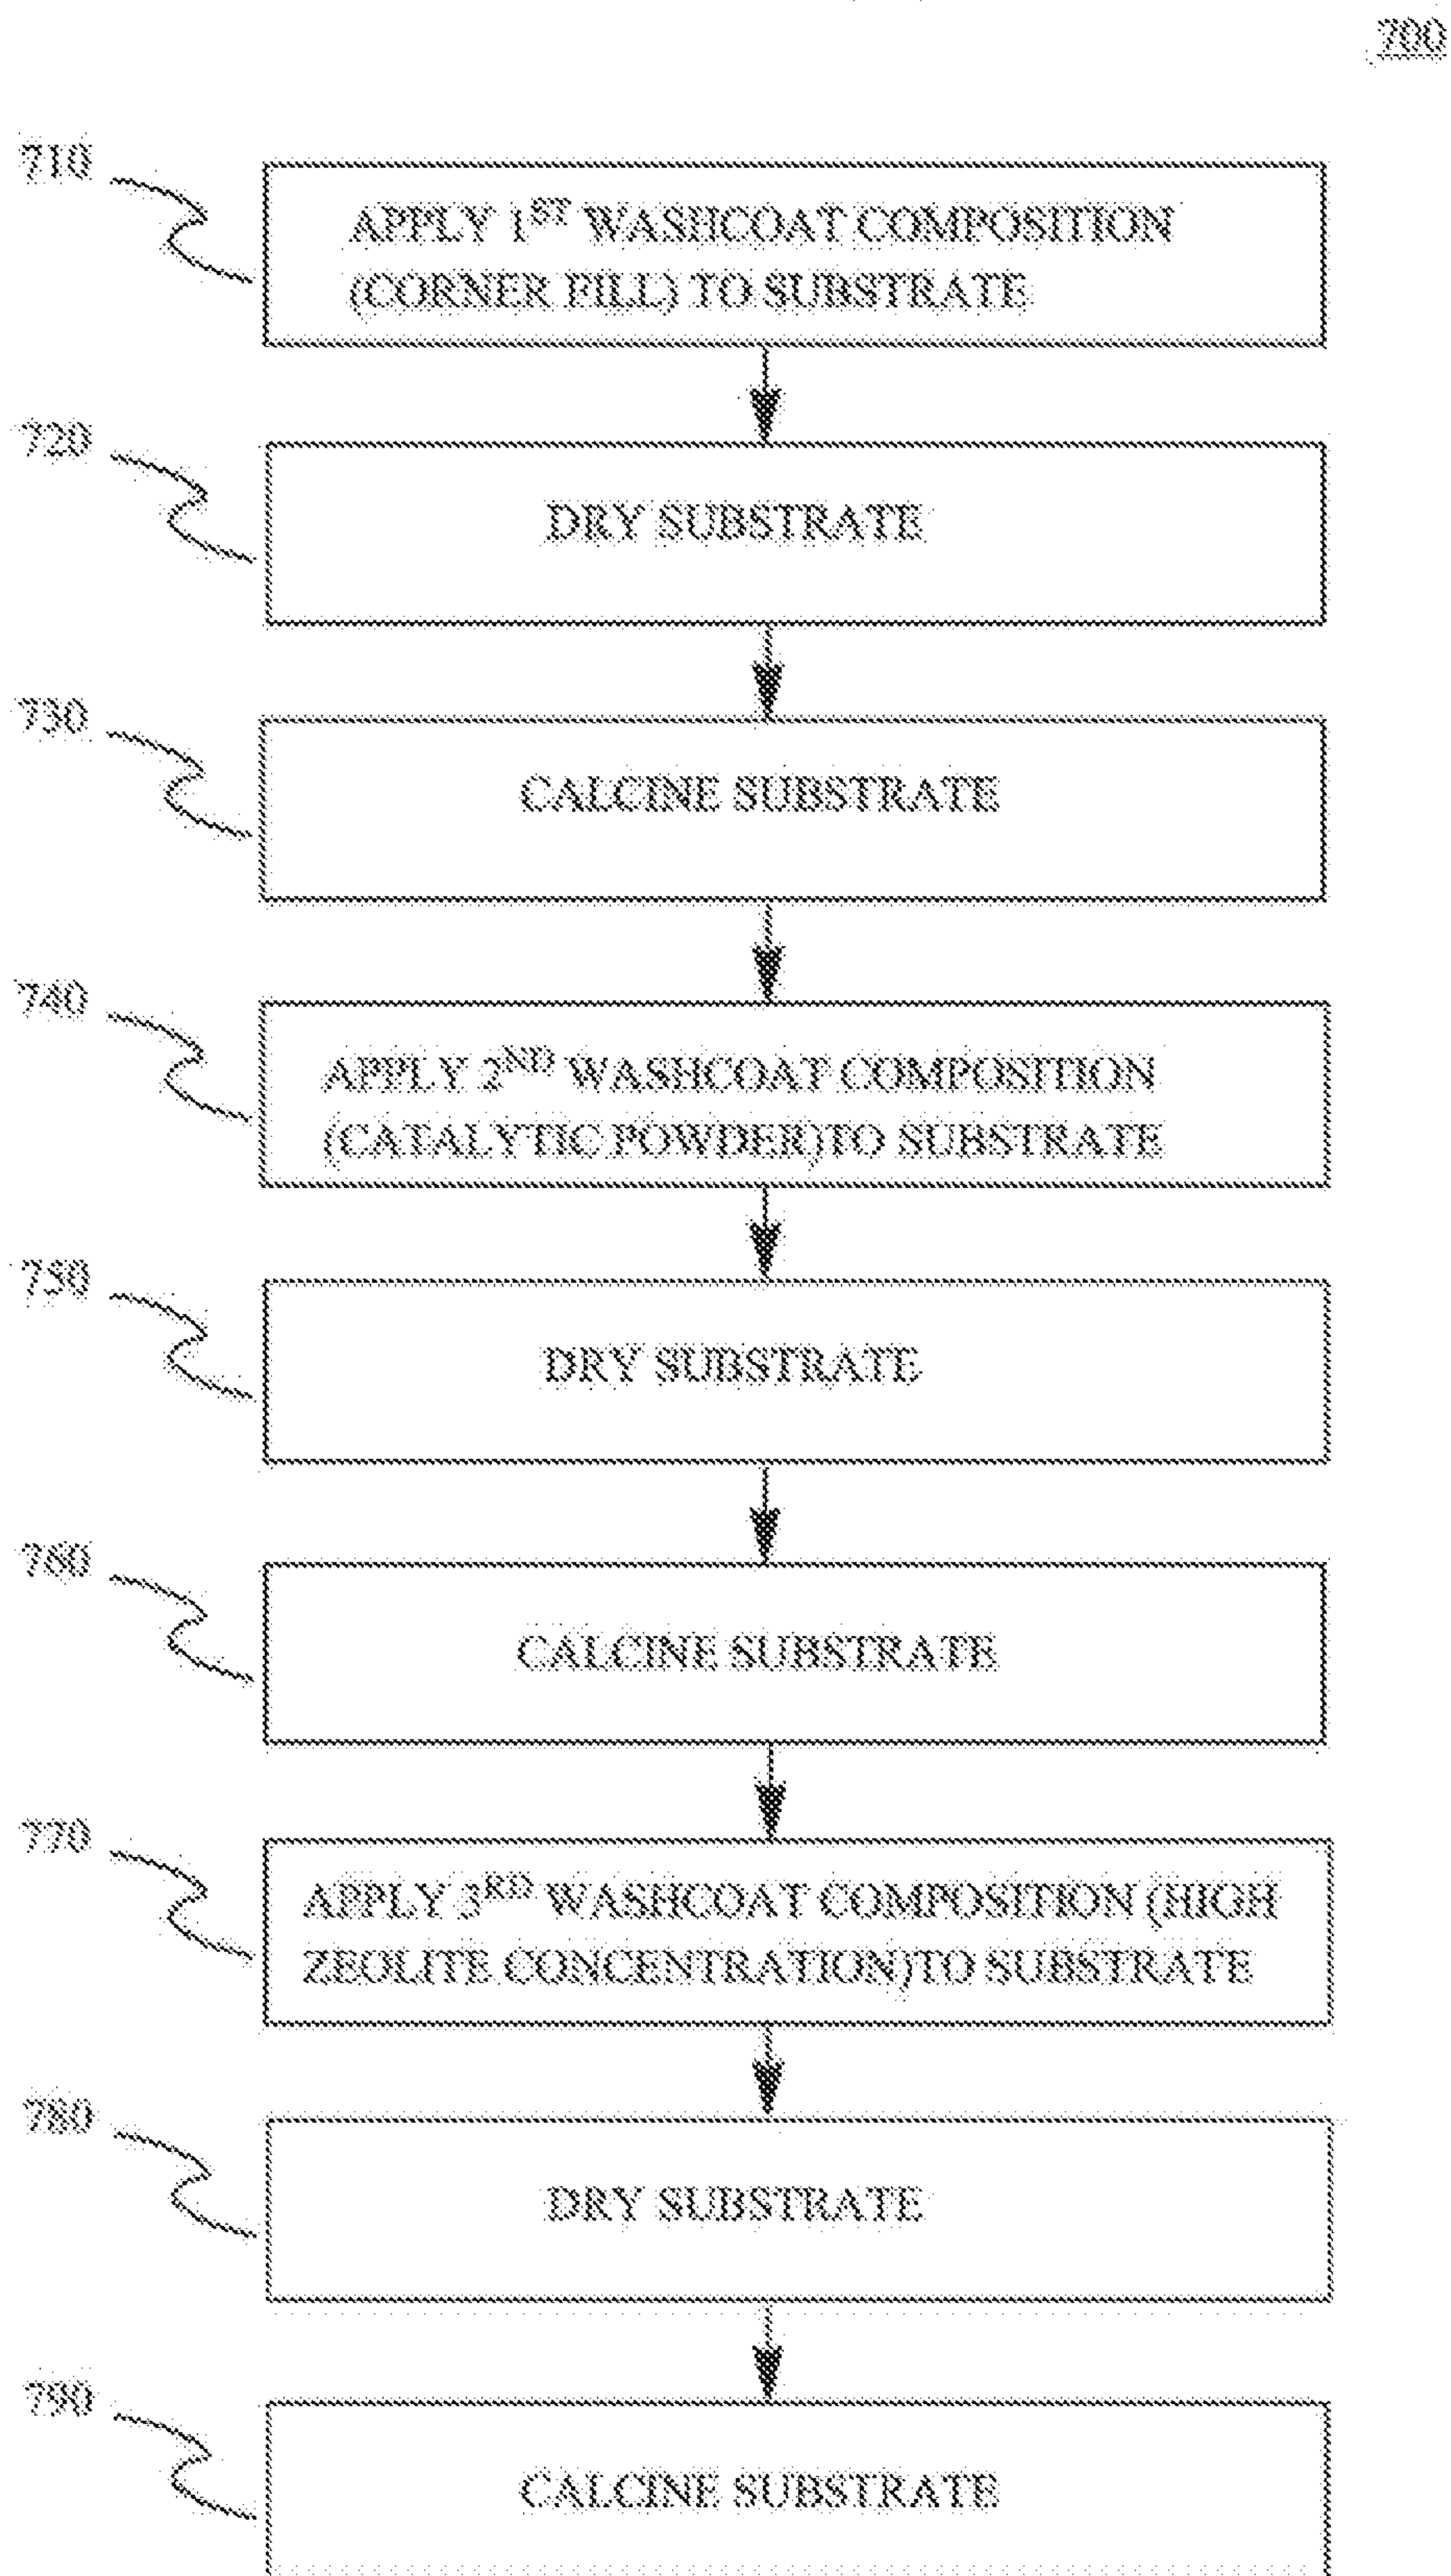 700
710
APPLY 1ST WASHCOAT COMPOSITION
(CORNER FILL) TO SUBSTRATE
720
DRY SUBSTRATE
730
CALCINE SUBSTRATE
740
APPLY 2ND WASHCOAT COMPOSITION
(CATALYTIC POWDER)TO SUBSTRATE
750
DRY SUBSTRATE
760
CALCINE SUBSTRATE
770
APPLY 3RD WASHCOAT COMPOSITION (HIGH
ZEOLITE CONCENTRATION)TO SUBSTRATE
780
DRY SUBSTRATE
790
CALCINE SUBSTRATE